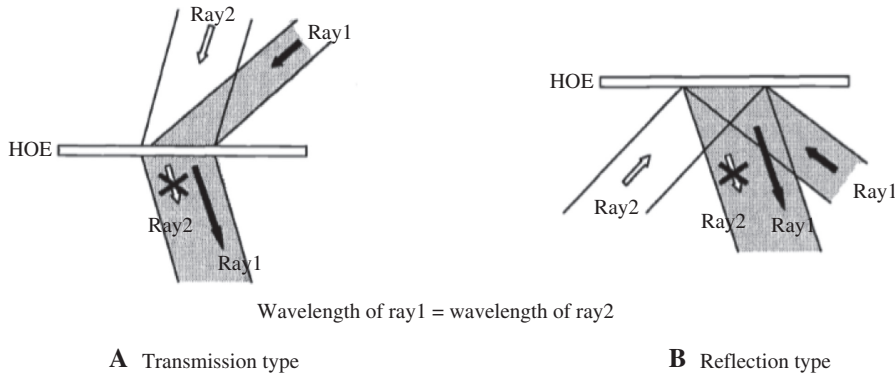 Ray2
Ray1
HOE
Ray2
Ray1
HOE
Ray2
Ray2
Ray1
Ray1
Wavelength of ray1 = wavelength of ray2
A Transmission type
B Reflection type